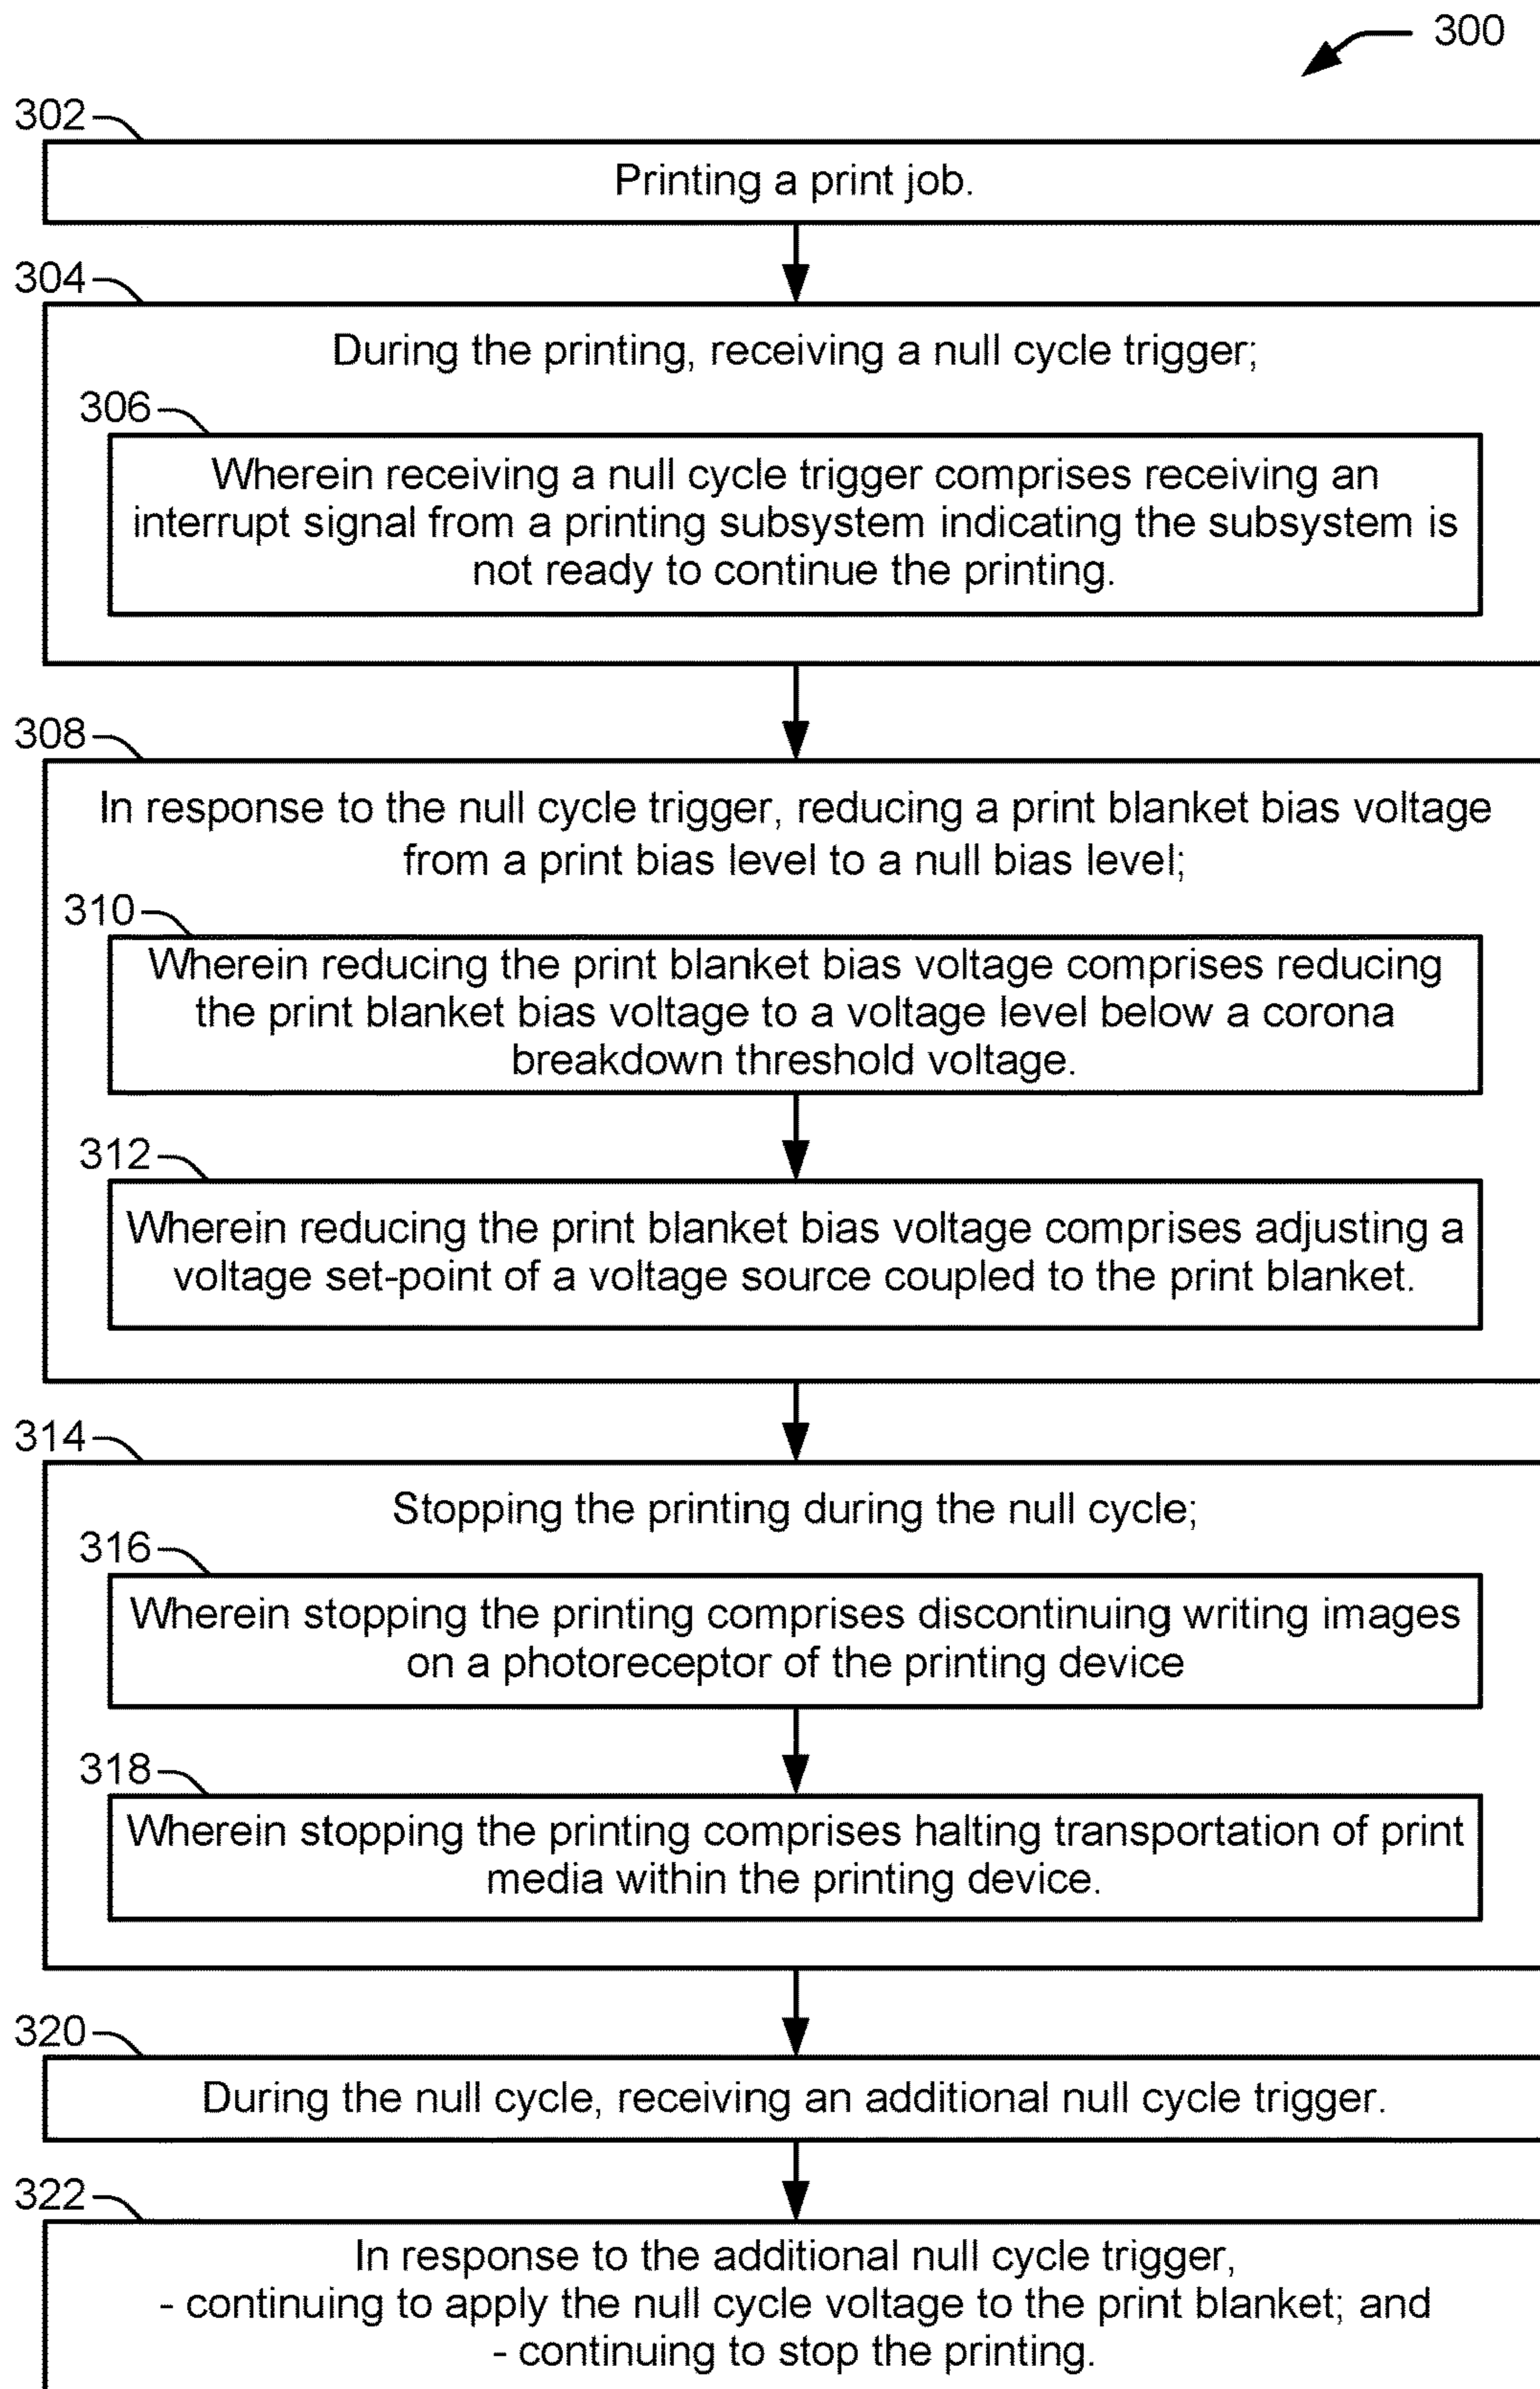 300
302
Printing a print job.
304
During the printing, receiving a null cycle trigger;
306
Wherein receiving a null cycle trigger comprises receiving an
interrupt signal from a printing subsystem indicating the subsystem is
not ready to continue the printing.
308
In response to the null cycle trigger, reducing a print blanket bias voltage
from a print bias level to a null bias level;
310
Wherein reducing the print blanket bias voltage comprises reducing
the print blanket bias voltage to a voltage level below a corona
breakdown threshold voltage.
312
Wherein reducing the print blanket bias voltage comprises adjusting a
voltage set-point of a voltage source coupled to the print blanket.
314
Stopping the printing during the null cycle;
316
Wherein stopping the printing comprises discontinuing writing images
on a photoreceptor of the printing device
318
Wherein stopping the printing comprises halting transportation of print
media within the printing device.
320
During the null cycle, receiving an additional null cycle trigger.
322
In response to the additional null cycle trigger,
- continuing to apply the null cycle voltage to the print blanket; and
- continuing to stop the printing.